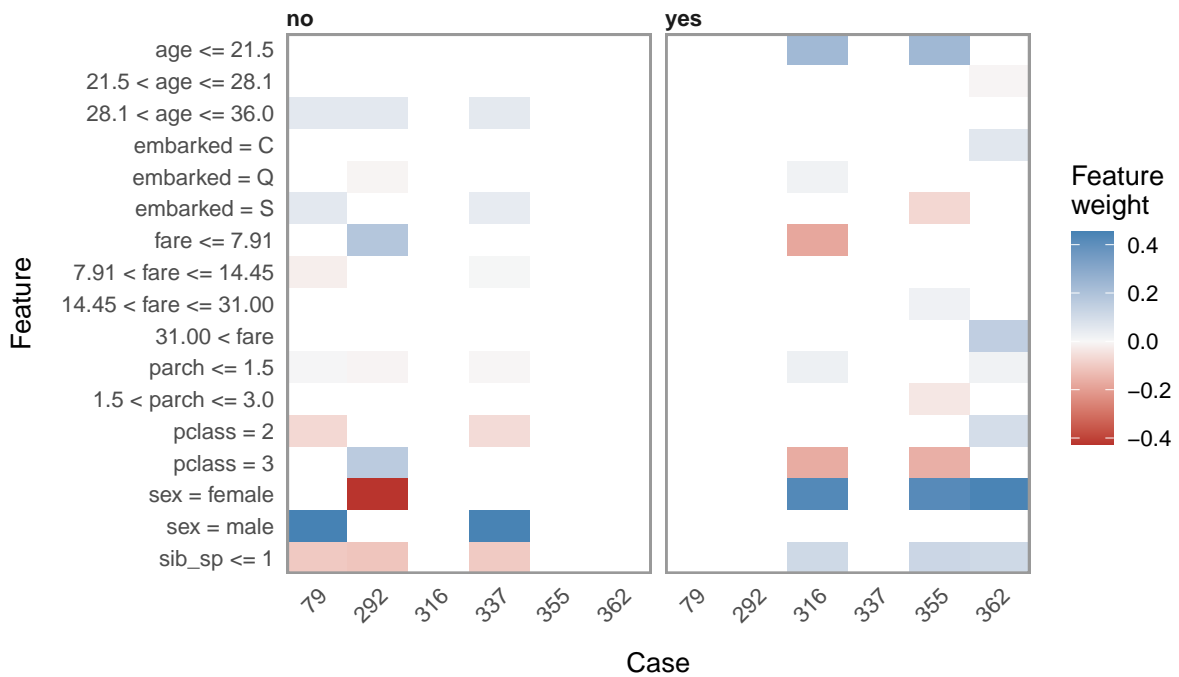 no
yes
Feature
age <= 21.5
21.5 < age <= 28.1
28.1 < age <= 36.0
embarked = C
embarked = Q
embarked = S
fare <= 7.91
7.91 < fare <= 14.45
14.45 < fare <= 31.00
31.00 < fare
parch <= 1.5
1.5 < parch <= 3.0
pclass = 2
pclass = 3
sex = female
sex = male
sib_sp <= 1
79 292 316 337 355 362
79 292 316 337 355 362
Case
Feature
weight
0.4
0.2
0.0
−0.2
−0.4